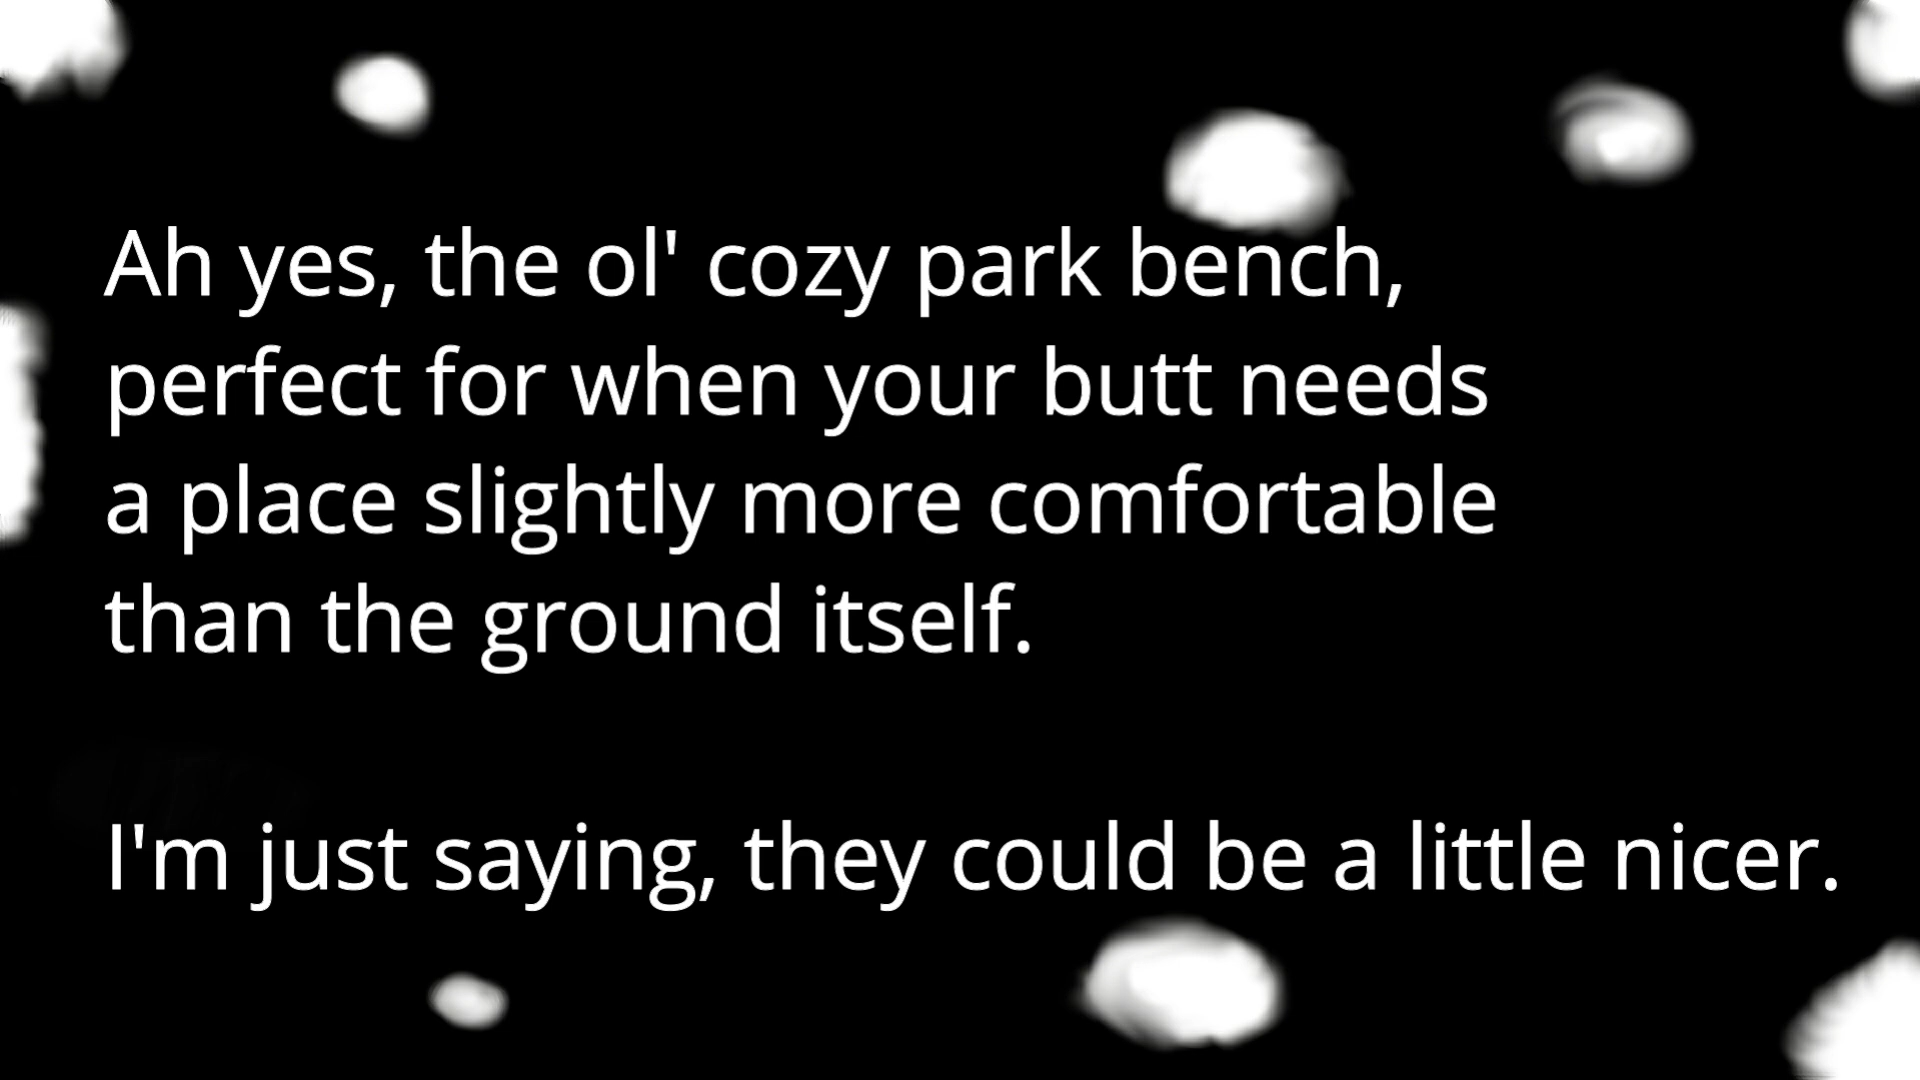 Ah yes, the ol' cozy park bench,
perfect for when your butt needs
a place slightly more comfortable
than the ground itself.
I'm just saying, they could be a little nicer.